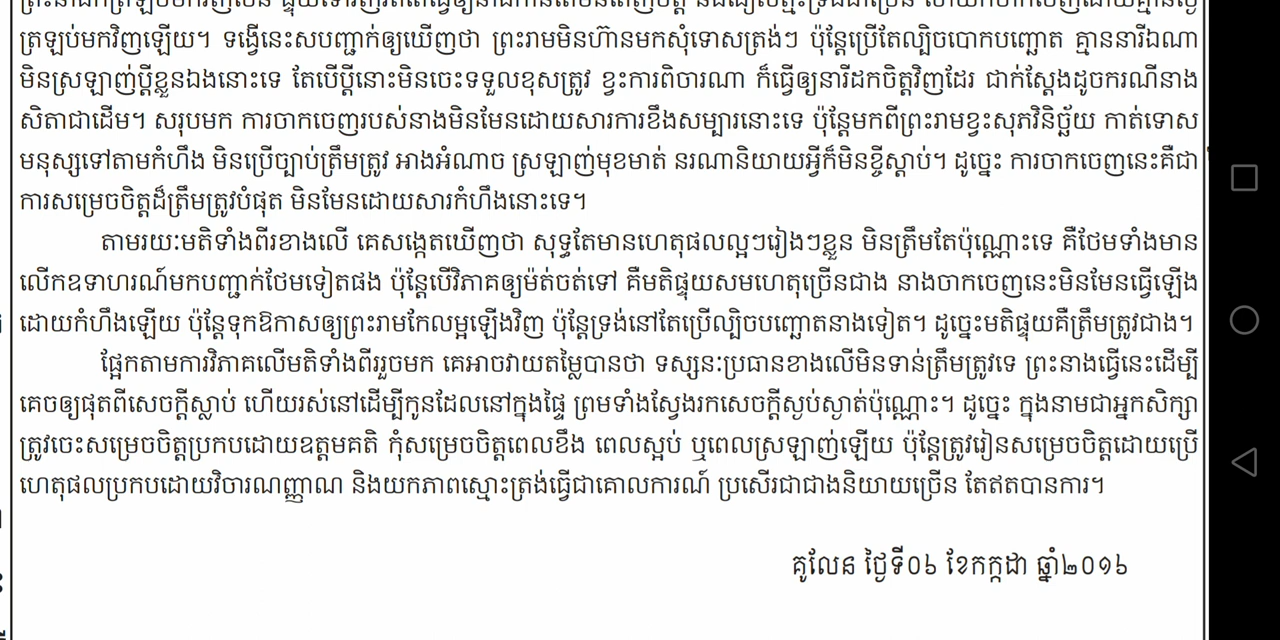 ត្រឡប់មកវិញឡើយ។ ទង្វើនេះសបញ្ជាក់ឲ្យឃើញថា ព្រះរាមមិនហ៊ានមកសុំទោសត្រង់ៗ ប៉ុន្តែប្រើតែល្បិចបោកបញ្ឆោត គ្មាននារីឯណា
មិនស្រឡាញ់ប្តីខ្លួនឯងនោះទេ តែបើប្តីនោះមិនចេះទទួលខុសត្រូវ ខ្វះការពិចារណា ក៏ធ្វើឲ្យនារីដកចិត្តវិញដែរ ជាក់ស្តែងដូចករណីនាង
សិតាជាដើម។ សរុបមក ការចាកចេញរបស់នាងមិនមែនដោយសារការខឹងសម្បារនោះទេ ប៉ុន្តែមកពីព្រះរាមខ្វះសុភវិនិច្ឆ័យ កាត់ទោស
មនុស្សទៅតាមកំហឹង មិនប្រើច្បាប់ត្រឹមត្រូវ អាងអំណាច ស្រឡាញ់មុខមាត់ នរណានិយាយអ្វីក៏មិនខ្ចីស្តាប់។ ដូច្នេះ ការចាកចេញនេះគឺជា
ការសម្រេចចិត្តដ៏ត្រឹមត្រូវបំផុត មិនមែនដោយសារកំហឹងនោះទេ។
តាមរយៈមតិទាំងពីរខាងលើ គេសង្កេតឃើញថា សុទ្ធតែមានហេតុផលល្អៗរៀងៗខ្លួន មិនត្រឹមតែប៉ុណ្ណោះទេ គឺថែមទាំងមាន
លើកឧទាហរណ៍មកបញ្ជាក់ថែមទៀតផង ប៉ុន្តែបើវិភាគឲ្យម៉ត់ចត់ទៅ គឺមតិផ្ទុយសមហេតុច្រើនជាង នាងចាកចេញនេះមិនមែនធ្វើឡើង
ដោយកំហឹងឡើយ ប៉ុន្តែទុកឱកាសឲ្យព្រះរាមកែលម្អឡើងវិញ ប៉ុន្តែទ្រង់នៅតែប្រើល្បិចបញ្ឆោតនាងទៀត។ ដូច្នេះមតិផ្ទុយគឺត្រឹមត្រូវជាង។
ផ្អែកតាមការវិភាគលើមតិទាំងពីររួចមក គេអាចវាយតម្លៃបានថា ទស្សនៈប្រធានខាងលើមិនទាន់ត្រឹមត្រូវទេ ព្រះនាងធ្វើនេះដើម្បី
គេចឲ្យផុតពីសេចក្តីស្លាប់ ហើយរស់នៅដើម្បីកូនដែលនៅក្នុងផ្ទៃ ព្រមទាំងស្វែងរកសេចក្តីស្ងប់ស្ងាត់ប៉ុណ្ណោះ។ ដូច្នេះ ក្នុងនាមជាអ្នកសិក្សា
ត្រូវចេះសម្រេចចិត្តប្រកបដោយឧត្តមគតិ កុំសម្រេចចិត្តពេលខឹង ពេលស្អប់ ឬពេលស្រឡាញ់ឡើយ ប៉ុន្តែត្រូវរៀនសម្រេចចិត្តដោយប្រើ
ហេតុផលប្រកបដោយវិចារណញ្ញាណ និងយកភាពស្មោះត្រង់ធ្វើជាគោលការណ៍ ប្រសើរជាជាងនិយាយច្រើន តែឥតបានការ។
គូលែន ថ្ងៃទី០៦ ខែកក្កដា ឆ្នាំ២០១៦